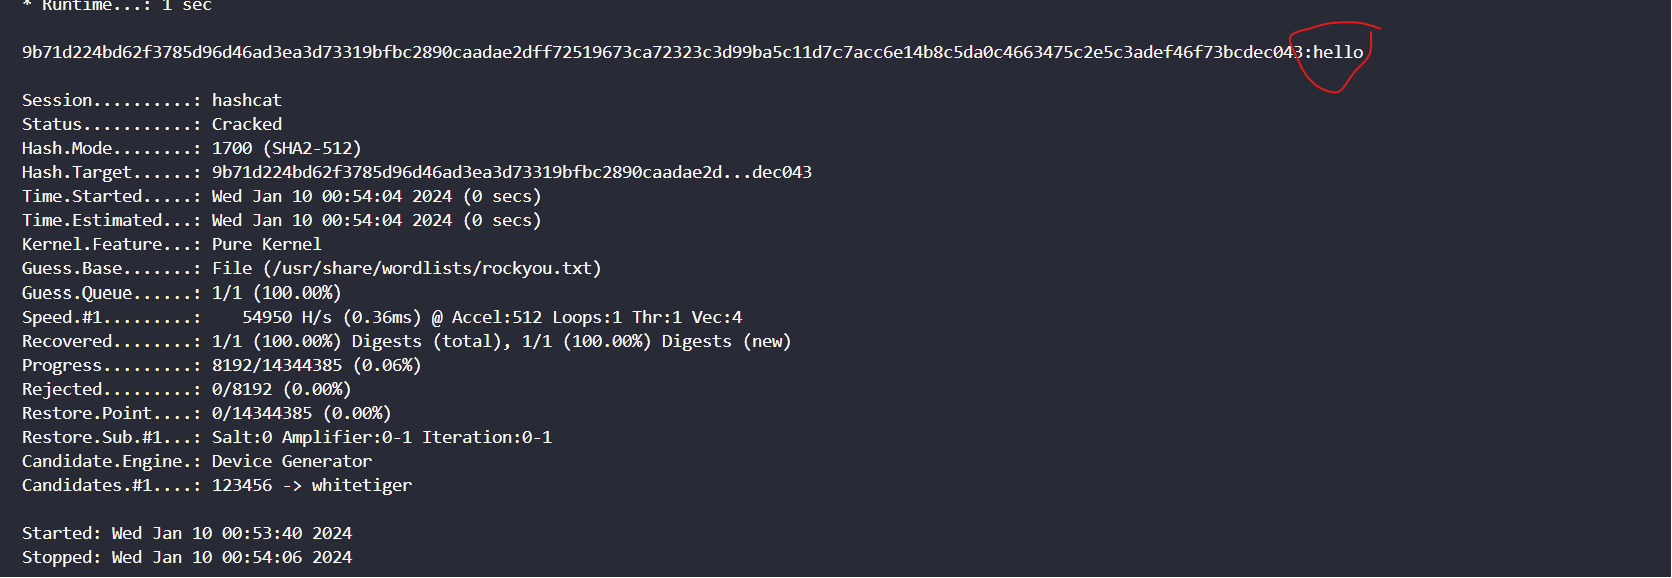 * Runtime...: 1 sec
9b71d224bd62f3785d96d46ad3ea3d73319bfbc2890caadae2dff72519673ca72323c3d99ba5c11d7c7acc6e14b8c5da0c4663475c2e5c3adef46f73bcdec043:hello
Session..........: hashcat
Status...........: Cracked
Hash.Mode........: 1700 (SHA2-512)
Hash.Target......: 9b71d224bd62f3785d96d46ad3ea3d73319bfbc2890caadae2d...dec043
Time.Started.....: Wed Jan 10 00:54:04 2024 (0 secs)
Time.Estimated...: Wed Jan 10 00:54:04 2024 (0 secs)
Kernel.Feature...: Pure Kernel
Guess.Base.......: File (/usr/share/wordlists/rockyou.txt)
Guess.Queue......: 1/1 (100.00%)
Speed.#1.........:    54950 H/s (0.36ms) @ Accel:512 Loops:1 Thr:1 Vec:4
Recovered........: 1/1 (100.00%) Digests (total), 1/1 (100.00%) Digests (new)
Progress.........: 8192/14344385 (0.06%)
Rejected.........: 0/8192 (0.00%)
Restore.Point....: 0/14344385 (0.00%)
Restore.Sub.#1...: Salt:0 Amplifier:0-1 Iteration:0-1
Candidate.Engine.: Device Generator
Candidates.#1....: 123456 -> whitetiger
Started: Wed Jan 10 00:53:40 2024
Stopped: Wed Jan 10 00:54:06 2024